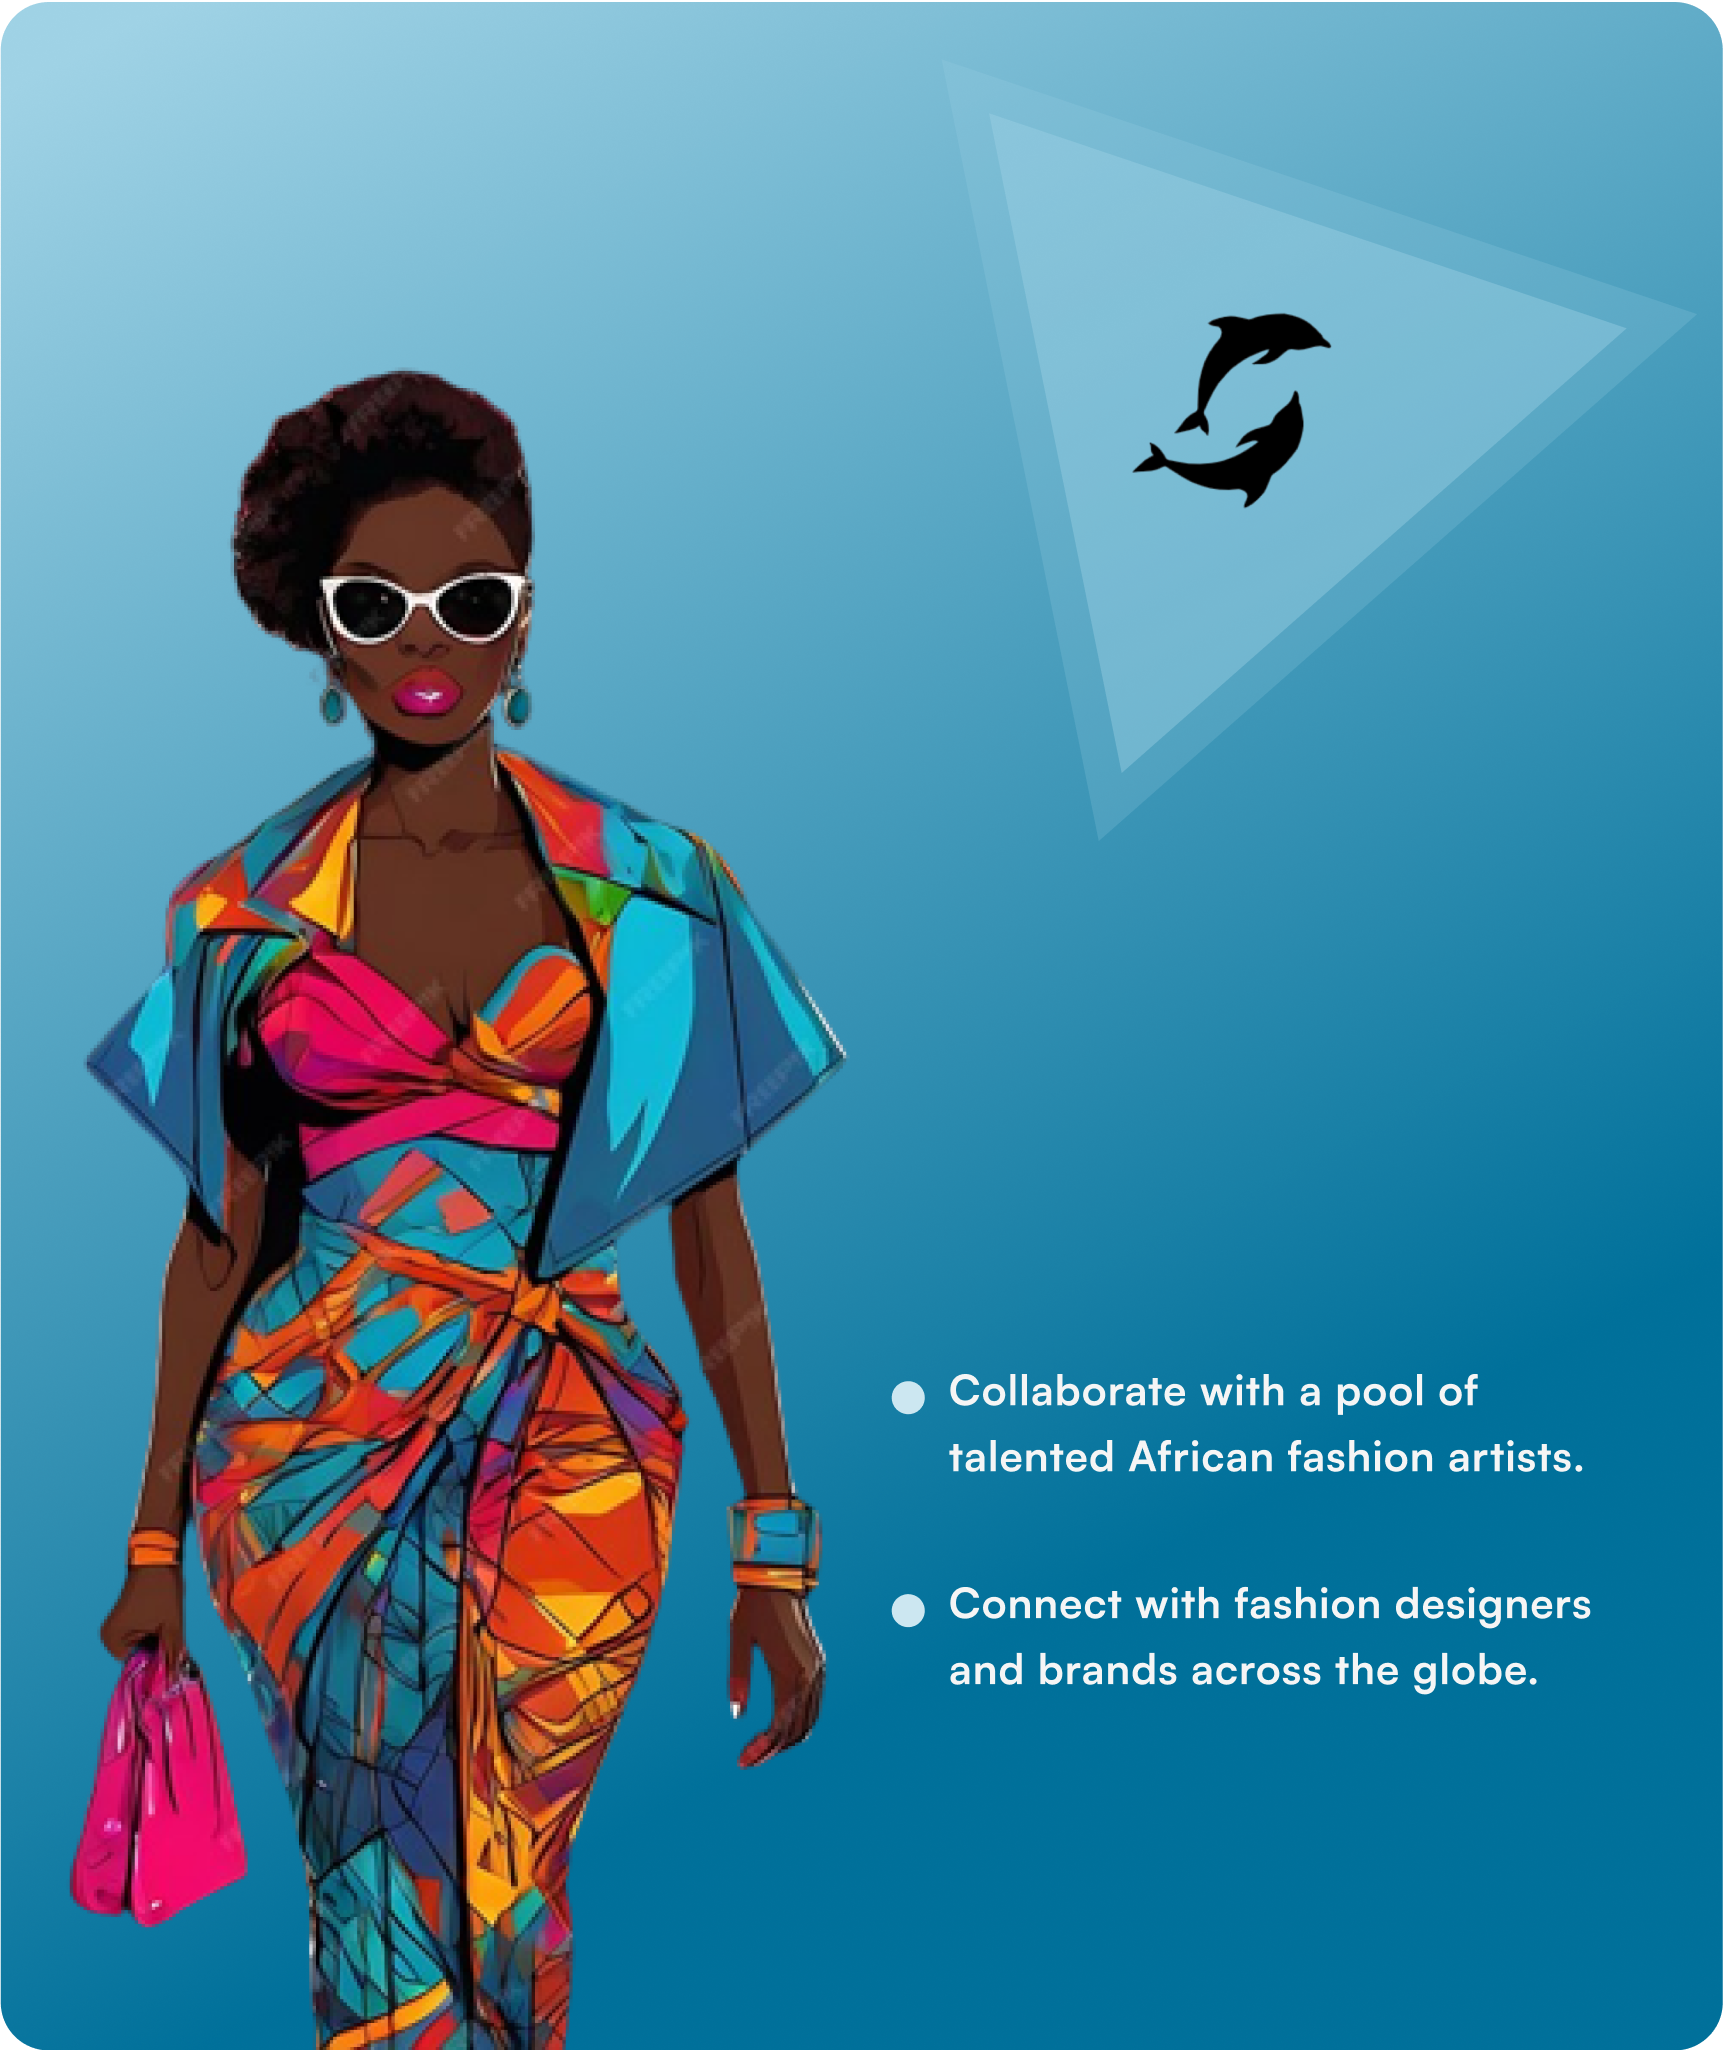 Collaborate with a pool of
talented African fashion artists.
Connect with fashion designers
and brands across the globe.